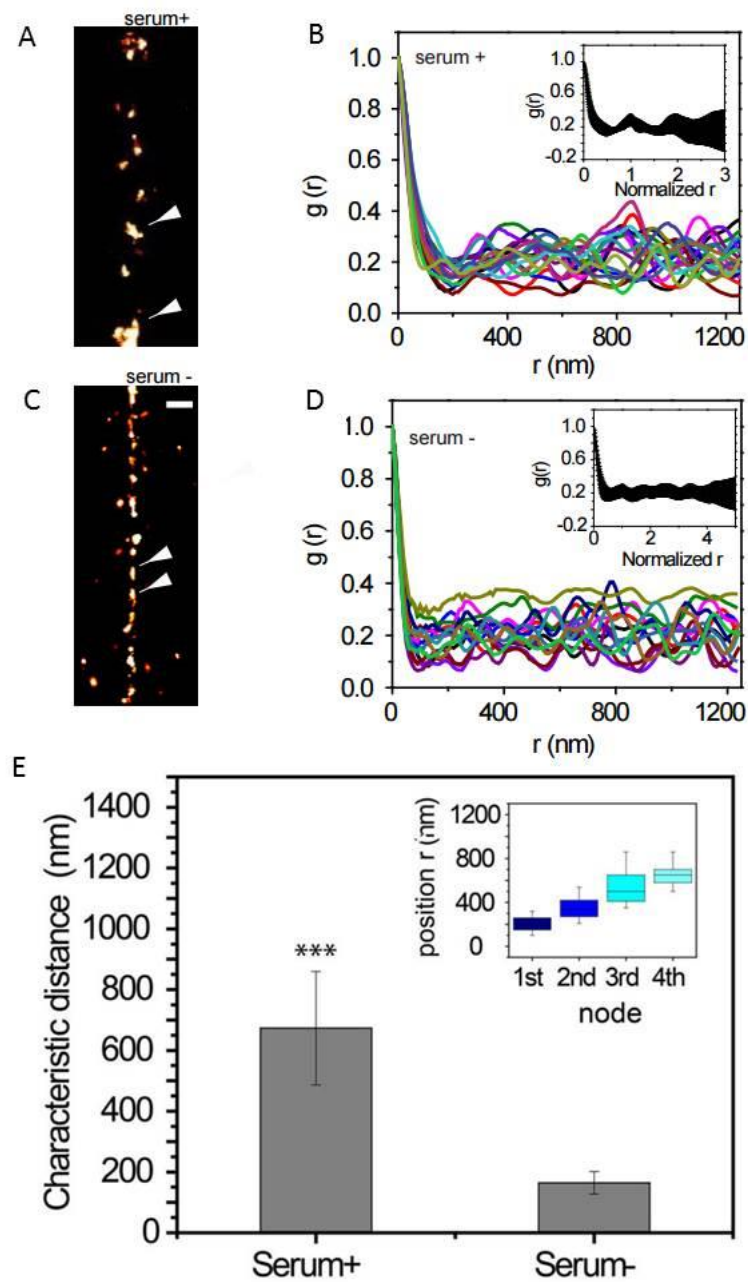 A
serum+
B
serum +
g (r)
1.0
0.8
0.6
0.4
0.2
0.0
0
400
800
1200
r (nm)
g(r)
1.0
0.6
0.2
-0.2
0
1
2
3
Normalized r
C
serum -
D
serum -
g (r)
1.0
0.8
0.6
0.4
0.2
0.0
0
400
800
1200
r (nm)
g(r)
1.0
0.6
0.2
-0.2
0
2
4
Normalized r
E
Characteristic distance (nm)
1400
1200
1000
800
600
400
200
0
***
Serum+
Serum-
position r (nm)
1200
800
400
0
1st 2nd 3rd 4th
node